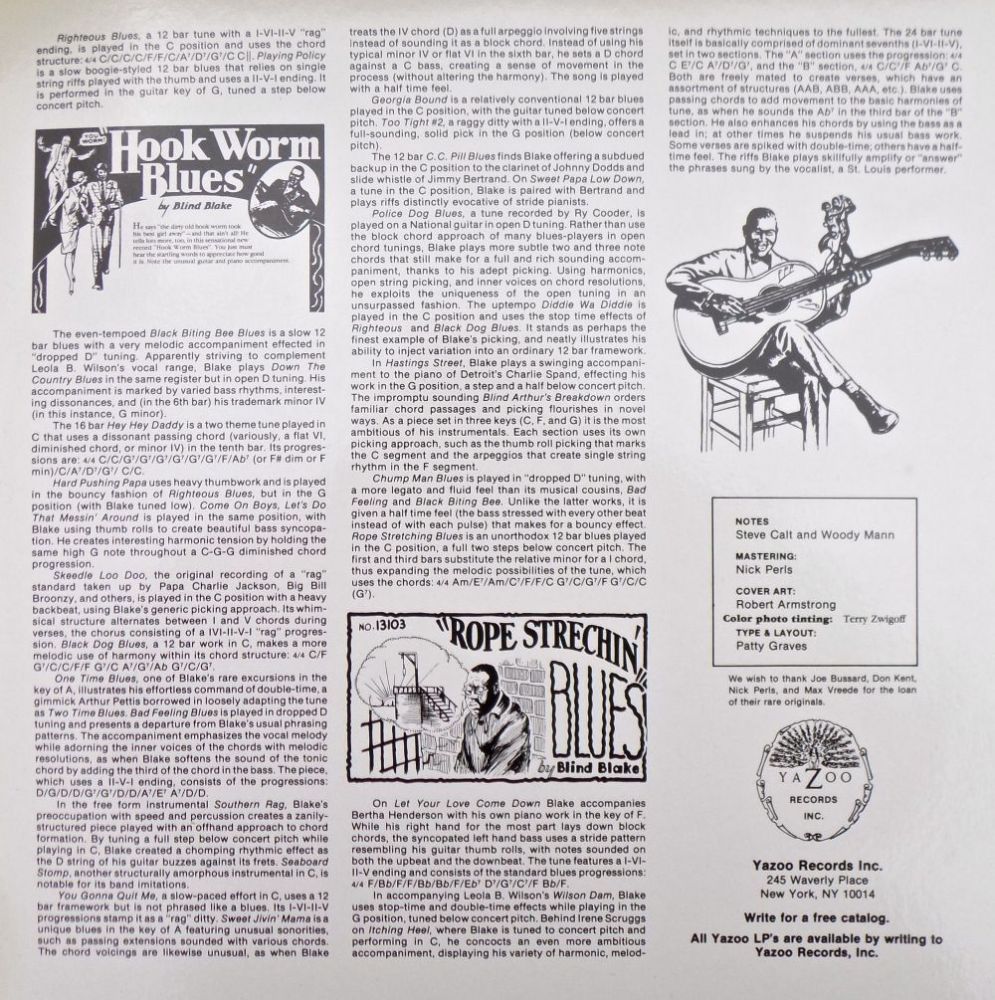 Righteous Blues, a 12 bar tune with a I-VI-II-V "rag"
ending, is played in the C position and uses the chord
structure: 4/4 C/C/C/C/F/F/C/A⁷/D⁷/G⁷/C C||. Playing Policy
is a slow boogie-styled 12 bar blues that relies on single
string riffs played with the thumb and uses a II-V-I ending. It
is performed in the guitar key of G, tuned a step below
concert pitch.
"YOU WORM"
"Hook Worm
Blues"
by Blind Blake
He says "the dirty old hook worm took
his best girl away"—and that ain't all! He
tells lots more, too, in this sensational new
record "Hook Worm Blues". You just must
hear the startling words to appreciate how good
it is. Note the unusual guitar and piano accompaniment.
The even-tempoed Black Biting Bee Blues is a slow 12
bar blues with a very melodic accompaniment effected in
"dropped D" tuning. Apparently striving to complement
Leola B. Wilson's vocal range, Blake plays Down The
Country Blues in the same register but in open D tuning. His
accompaniment is marked by varied bass rhythms, interest-
ing dissonances, and (in the 6th bar) his trademark minor IV
(in this instance, G minor).
The 16 bar Hey Hey Daddy is a two theme tune played in
C that uses a dissonant passing chord (variously, a flat VI,
diminished chord, or minor IV) in the tenth bar. Its progres-
sions are: 4/4 C/C/G⁷/G⁷/G⁷/G⁷/G⁷/G⁷/F/Ab⁷ (or F# dim or F
min)/C/A⁷/D⁷/G⁷/ C/C.
Hard Pushing Papa uses heavy thumbwork and is played
in the bouncy fashion of Righteous Blues, but in the G
position (with Blake tuned low). Come On Boys, Let's Do
That Messin' Around is played in the same position, with
Blake using thumb rolls to create beautiful bass syncopa-
tion. He creates interesting harmonic tension by holding the
same high G note throughout a C-G-G diminished chord
progression.
Skeedle Loo Doo, the original recording of a "rag"
standard taken up by Papa Charlie Jackson, Big Bill
Broonzy, and others, is played in the C position with a heavy
backbeat, using Blake's generic picking approach. Its whim-
sical structure alternates between I and V chords during
verses, the chorus consisting of a IVI-II-V-I "rag" progres-
sion. Black Dog Blues, a 12 bar work in C, makes a more
melodic use of harmony within its chord structure: 4/4 C/F
G⁷/C/C/F/F G⁷/C A⁷/G⁷/Ab G⁷/C/G⁷.
One Time Blues, one of Blake's rare excursions in the
key of A, illustrates his effortless command of double-time, a
gimmick Arthur Pettis borrowed in loosely adapting the tune
as Two Time Blues. Bad Feeling Blues is played in dropped D
tuning and presents a departure from Blake's usual phrasing
patterns. The accompaniment emphasizes the vocal melody
while adorning the inner voices of the chords with melodic
resolutions, as when Blake softens the sound of the tonic
chord by adding the third of the chord in the bass. The piece,
which uses a II-V-I ending, consists of the progressions:
D/G/D/D/G⁷/G⁷/D/D/A⁷/E⁷ A⁷/D/D.
In the free form instrumental Southern Rag, Blake's
preoccupation with speed and percussion creates a zanily-
structured piece played with an offhand approach to chord
formation. By tuning a full step below concert pitch while
playing in C, Blake created a chomping rhythmic effect as
the D string of his guitar buzzes against its frets. Seaboard
Stomp, another structurally amorphous instrumental in C, is
notable for its band imitations.
You Gonna Quit Me, a slow-paced effort in C, uses a 12
bar framework but is not phrased like a blues. Its I-VI-II-V
progressions stamp it as a "rag" ditty. Sweet Jivin' Mama is a
unique blues in the key of A featuring unusual sonorities,
such as passing extensions sounded with various chords.
The chord voicings are likewise unusual, as when Blake
treats the IV chord (D) as a full arpeggio involving five strings
instead of sounding it as a block chord. Instead of using his
typical minor IV or flat VI in the sixth bar, he sets a D chord
against a C bass, creating a sense of movement in the
process (without altering the harmony). The song is played
with a half time feel.
Georgia Bound is a relatively conventional 12 bar blues
played in the C position, with the guitar tuned below concert
pitch. Too Tight #2, a raggy ditty with a II-V-I ending, offers a
full-sounding, solid pick in the G position (below concert
pitch).
The 12 bar C.C. Pill Blues finds Blake offering a subdued
backup in the C position to the clarinet of Johnny Dodds and
slide whistle of Jimmy Bertrand. On Sweet Papa Low Down,
a tune in the C position, Blake is paired with Bertrand and
plays riffs distinctly evocative of stride pianists.
Police Dog Blues, a tune recorded by Ry Cooder, is
played on a National guitar in open D tuning. Rather than use
the block chord approach of many blues-players in open
chord tunings, Blake plays more subtle two and three note
chords that still make for a full and rich sounding accom-
paniment, thanks to his adept picking. Using harmonics,
open string picking, and inner voices on chord resolutions,
he exploits the uniqueness of the open tuning in an
unsurpassed fashion. The uptempo Diddie Wa Diddie is
played in the C position and uses the stop time effects of
Righteous and Black Dog Blues. It stands as perhaps the
finest example of Blake's picking, and neatly illustrates his
ability to inject variation into an ordinary 12 bar framework.
In Hastings Street, Blake plays a swinging accompani-
ment to the piano of Detroit's Charlie Spand, effecting his
work in the G position, a step and a half below concert pitch.
The impromptu sounding Blind Arthur's Breakdown orders
familiar chord passages and picking flourishes in novel
ways. As a piece set in three keys (C, F, and G) it is the most
ambitious of his instrumentals. Each section uses its own
picking approach, such as the thumb roll picking that marks
the C segment and the arpeggios that create single string
rhythm in the F segment.
Chump Man Blues is played in "dropped D" tuning, with
a more legato and fluid feel than its musical cousins, Bad
Feeling and Black Biting Bee. Unlike the latter works, it is
given a half time feel (the bass stressed with every other beat
instead of with each pulse) that makes for a bouncy effect.
Rope Stretching Blues is an unorthodox 12 bar blues played
in the C position, a full two steps below concert pitch. The
first and third bars substitute the relative minor for a I chord,
thus expanding the melodic possibilities of the tune, which
uses the chords: 4/4 Am/E⁷/Am/C⁷/F/F/C G⁷/C/G⁷/F G⁷/C/C
(G⁷).
NO. 13103
"ROPE STRECHIN'
BLUES
by Blind Blake
On Let Your Love Come Down Blake accompanies
Bertha Henderson with his own piano work in the key of F.
While his right hand for the most part lays down block
chords, the syncopated left hand bass uses a stride pattern
resembling his guitar thumb rolls, with notes sounded on
both the upbeat and the downbeat. The tune features a I-VI-
II-V ending and consists of the standard blues progressions:
4/4 F/Bb/F/F/Bb/Bb/F/Eb⁷ D⁷/G⁷/C⁷/F Bb/F.
In accompanying Leola B. Wilson's Wilson Dam, Blake
uses stop-time and double-time effects while playing in the
G position, tuned below concert pitch. Behind Irene Scruggs
on Itching Heel, where Blake is tuned to concert pitch and
performing in C, he concocts an even more ambitious
accompaniment, displaying his variety of harmonic, melod-
ic, and rhythmic techniques to the fullest. The 24 bar tune
itself is basically comprised of dominant sevenths (I-VI-II-V),
set in two sections. The "A" section uses the progression: 4/4
C E⁷/C A⁷/D⁷/G⁷, and the "B" section, 4/4 C/C⁷/F Ab⁷/G⁷ C.
Both are freely mated to create verses, which have an
assortment of structures (AAB, ABB, AAA, etc.). Blake uses
passing chords to add movement to the basic harmonies of
tune, as when he sounds the Ab⁷ in the third bar of the "B"
section. He also enhances his chords by using the bass as a
lead in; at other times he suspends his usual bass work.
Some verses are spiked with double-time; others have a half-
time feel. The riffs Blake plays skillfully amplify or "answer"
the phrases sung by the vocalist, a St. Louis performer.
NOTES
Steve Calt and Woody Mann
MASTERING:
Nick Perls
COVER ART:
Robert Armstrong
Color photo tinting: Terry Zwigoff
TYPE & LAYOUT:
Patty Graves
We wish to thank Joe Bussard, Don Kent,
Nick Perls, and Max Vreede for the loan
of their rare originals.
YAZOO
RECORDS
INC.
Yazoo Records Inc.
245 Waverly Place
New York, NY 10014
Write for a free catalog.
All Yazoo LP's are available by writing to
Yazoo Records, Inc.